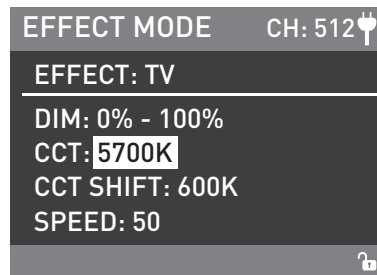 EFFECT MODE CH: 512
EFFECT: TV
DIM: 0% - 100%
CCT: 5700K
CCT SHIFT: 600K
SPEED: 50